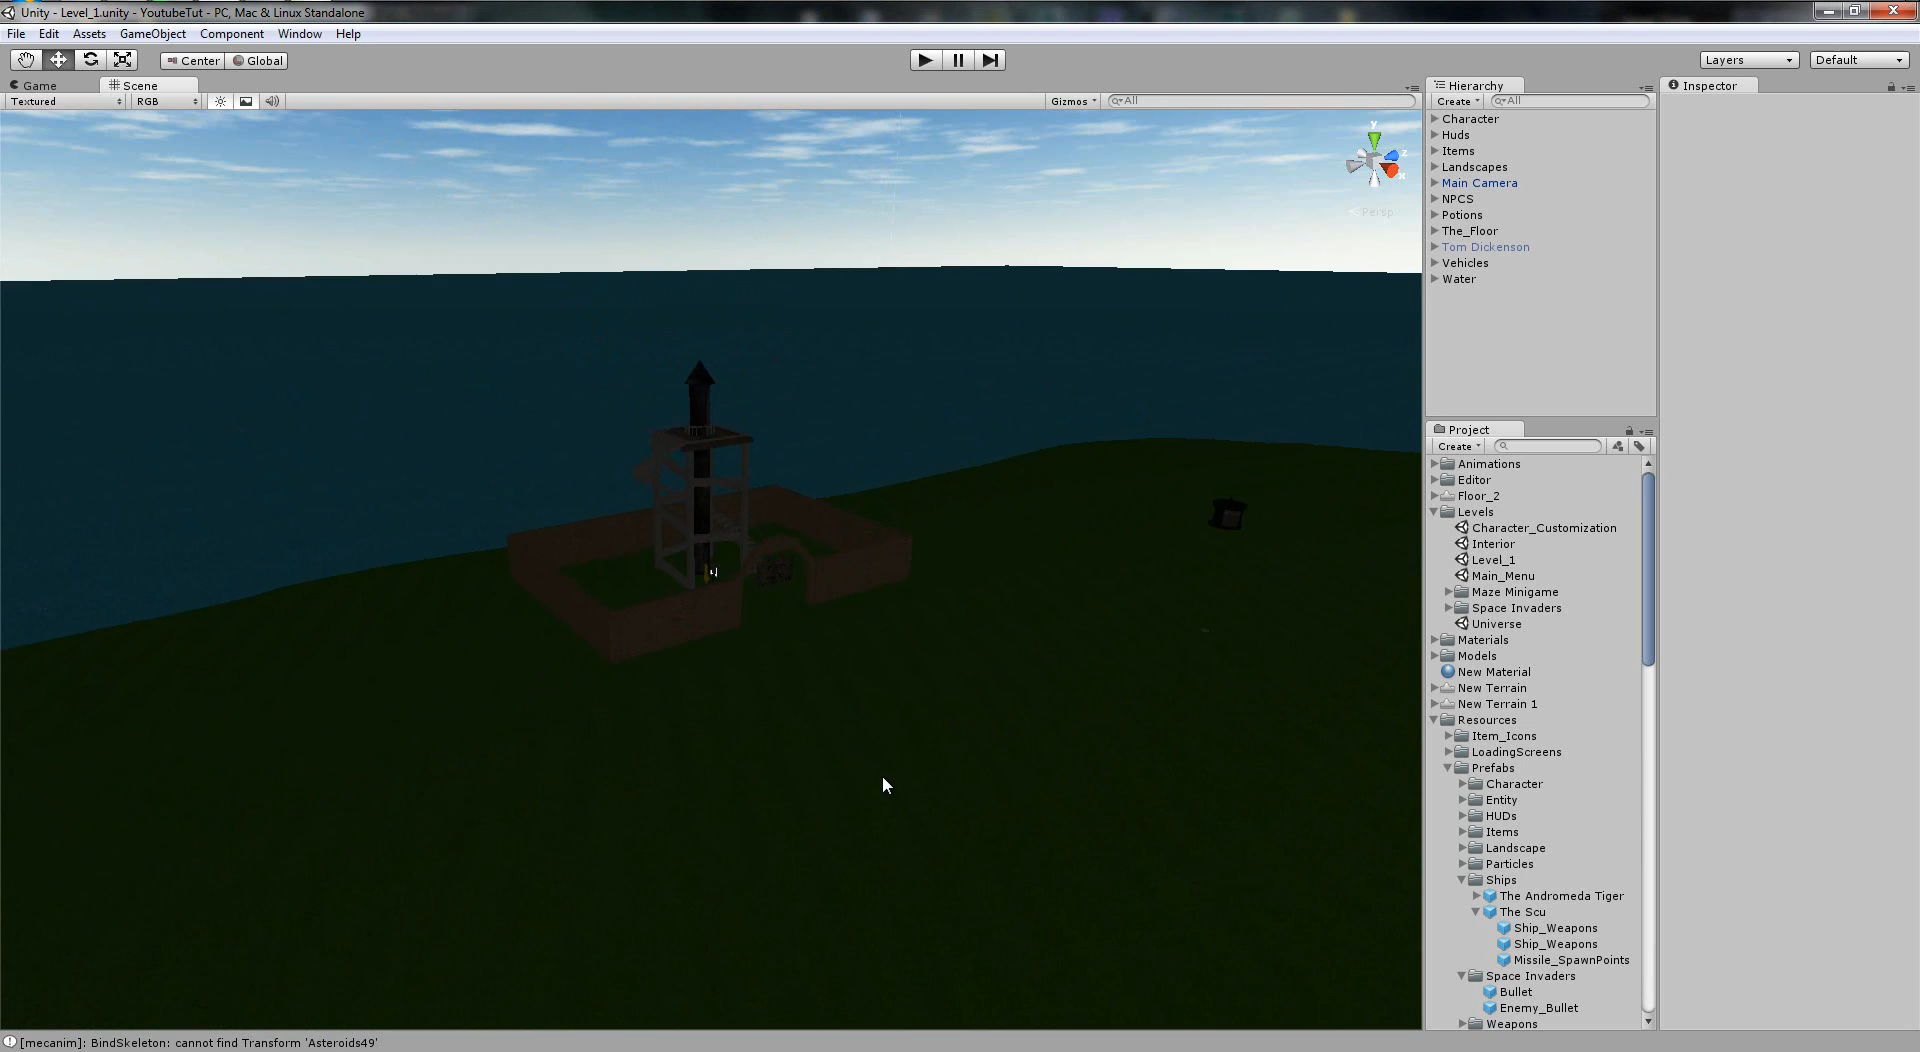 Unity - Level_1.unity - YoutubeTut - PC, Mac & Linux Standalone
File Edit Assets GameObject Component Window Help
Center Global Layers Default
Game Scene
Textured RGB Gizmos All
y
z
x
Persp
Hierarchy
Create All
Character
Huds
Items
Landscapes
Main Camera
NPCS
Potions
The_Floor
Tom Dickenson
Vehicles
Water
Project
Create
Animations
Editor
Floor_2
Levels
Character_Customization
Interior
Level_1
Main_Menu
Maze Minigame
Space Invaders
Universe
Materials
Models
New Material
New Terrain
New Terrain 1
Resources
Item_Icons
LoadingScreens
Prefabs
Character
Entity
HUDs
Items
Landscape
Particles
Ships
The Andromeda Tiger
The Scu
Ship_Weapons
Ship_Weapons
Missile_SpawnPoints
Space Invaders
Bullet
Enemy_Bullet
Weapons
Inspector
[mecanim]: BindSkeleton: cannot find Transform 'Asteroids49'